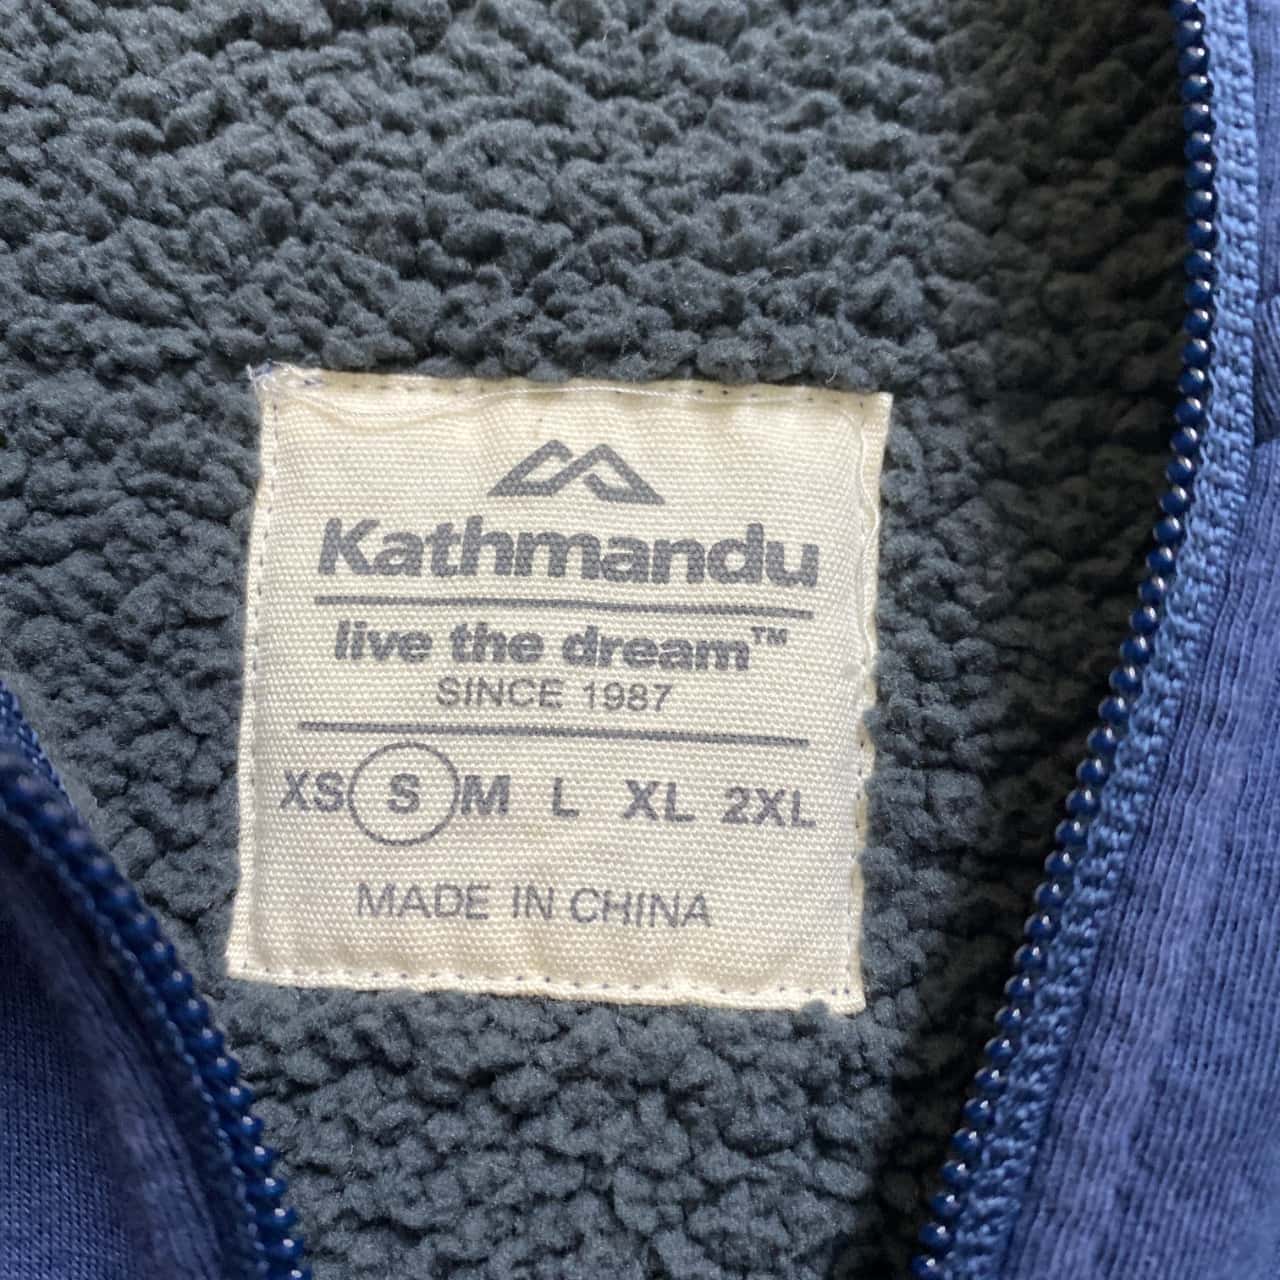 Kathmandu
live the dream™
SINCE 1987
XS S M L XL 2XL
MADE IN CHINA